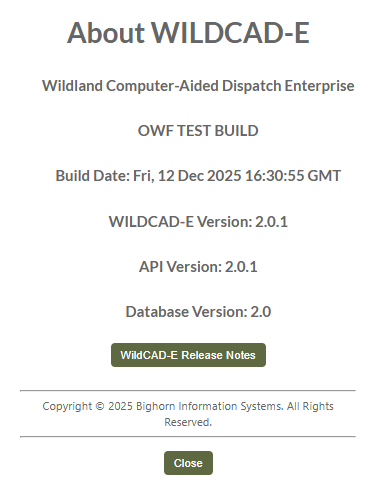 About WILDCAD-E
Wildland Computer-Aided Dispatch Enterprise
OWF TEST BUILD
Build Date: Fri, 12 Dec 2025 16:30:55 GMT
WILDCAD-E Version: 2.0.1
API Version: 2.0.1
Database Version: 2.0
WildCAD-E Release Notes
Copyright © 2025 Bighorn Information Systems. All Rights
Reserved.
Close